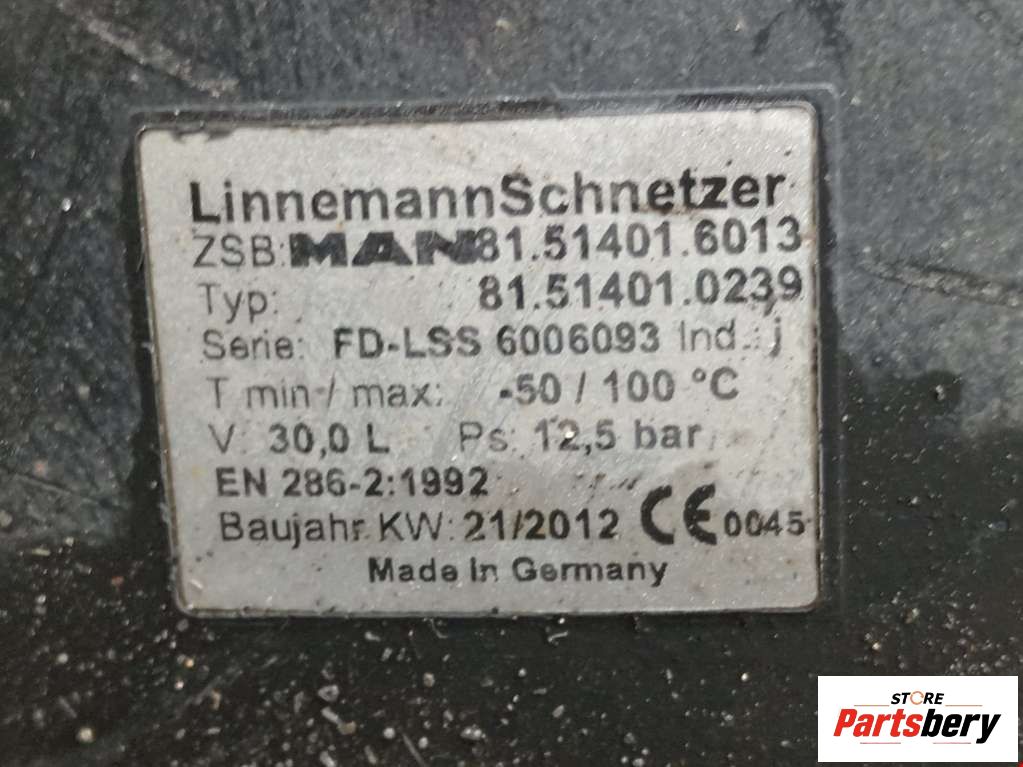 LinnemannSchnetzer
ZSB: MAN 81.51401.6013
Typ: 81.51401.0239
Serie: FD-LSS 6006093 Ind.: j
T min / max: -50 / 100 °C
V: 30,0 L Ps: 12,5 bar
EN 286-2:1992
Baujahr KW: 21/2012 CE 0045
Made in Germany
STORE
Partsbery